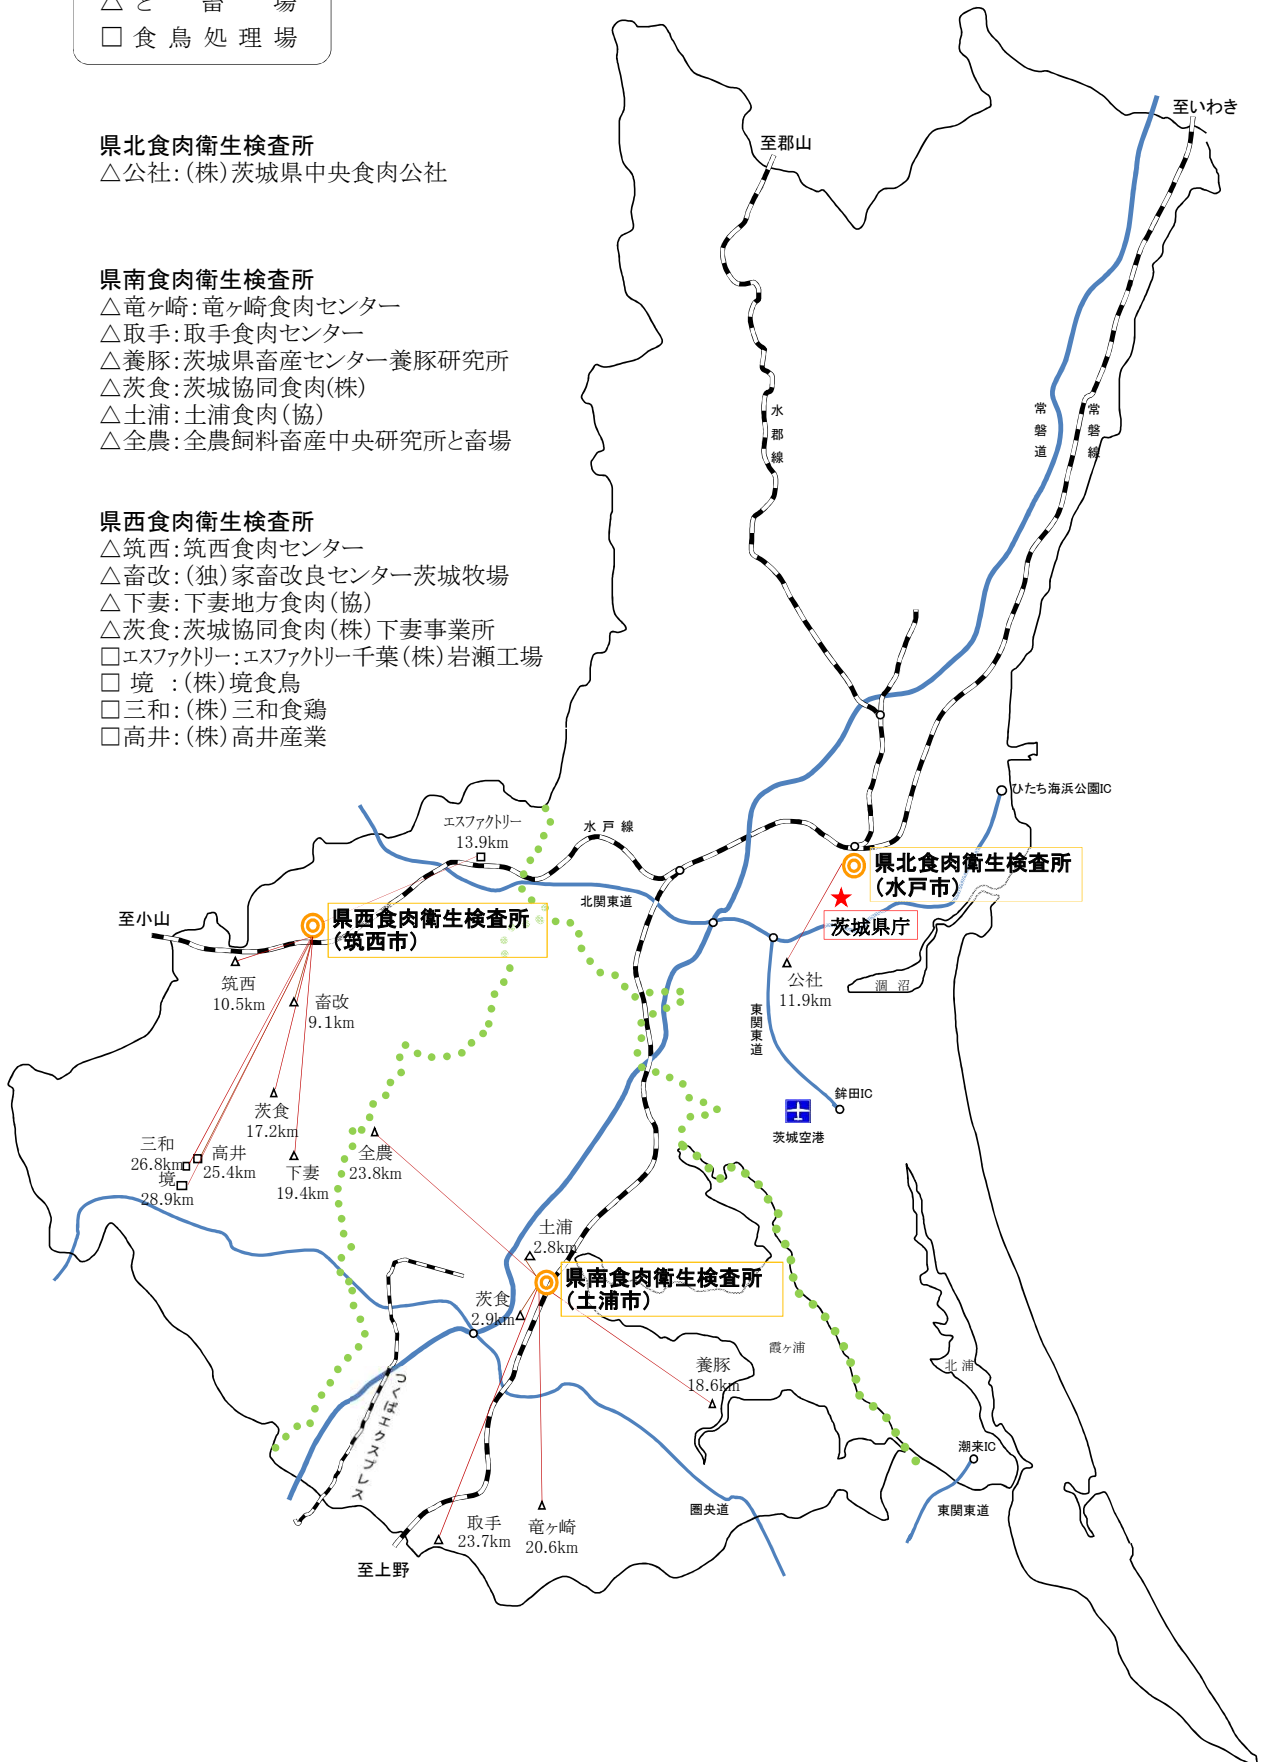 △と畜場
□食鳥処理場
県北食肉衛生検査所
△公社：(株)茨城県中央食肉公社
県南食肉衛生検査所
△竜ヶ崎：竜ヶ崎食肉センター
△取手：取手食肉センター
△養豚：茨城県畜産センター養豚研究所
△茨食：茨城協同食肉(株)
△土浦：土浦食肉(協)
△全農：全農飼料畜産中央研究所と畜場
県西食肉衛生検査所
△筑西：筑西食肉センター
△畜改：(独)家畜改良センター茨城牧場
△下妻：下妻地方食肉(協)
△茨食：茨城協同食肉(株)下妻事業所
□エスファクトリー：エスファクトリー千葉(株)岩瀬工場
□ 境 ：(株)境食鳥
□三和：(株)三和食鶏
□高井：(株)高井産業
至いわき
至郡山
水郡線
常磐道
常磐線
ひたち海浜公園IC
エスファクトリー
13.9km
水戸線
県北食肉衛生検査所
(水戸市)
北関東道
茨城県庁
至小山
県西食肉衛生検査所
(筑西市)
筑西
10.5km
畜改
9.1km
公社
11.9km
涸沼
東関東道
鉾田IC
茨城空港
茨食
17.2km
三和
26.8km
高井
25.4km
境
28.9km
下妻
19.4km
全農
23.8km
土浦
2.8km
県南食肉衛生検査所
(土浦市)
茨食
2.9km
霞ヶ浦
養豚
18.6km
北浦
つくばエクスプレス
潮来IC
圏央道
東関東道
取手
23.7km
竜ヶ崎
20.6km
至上野